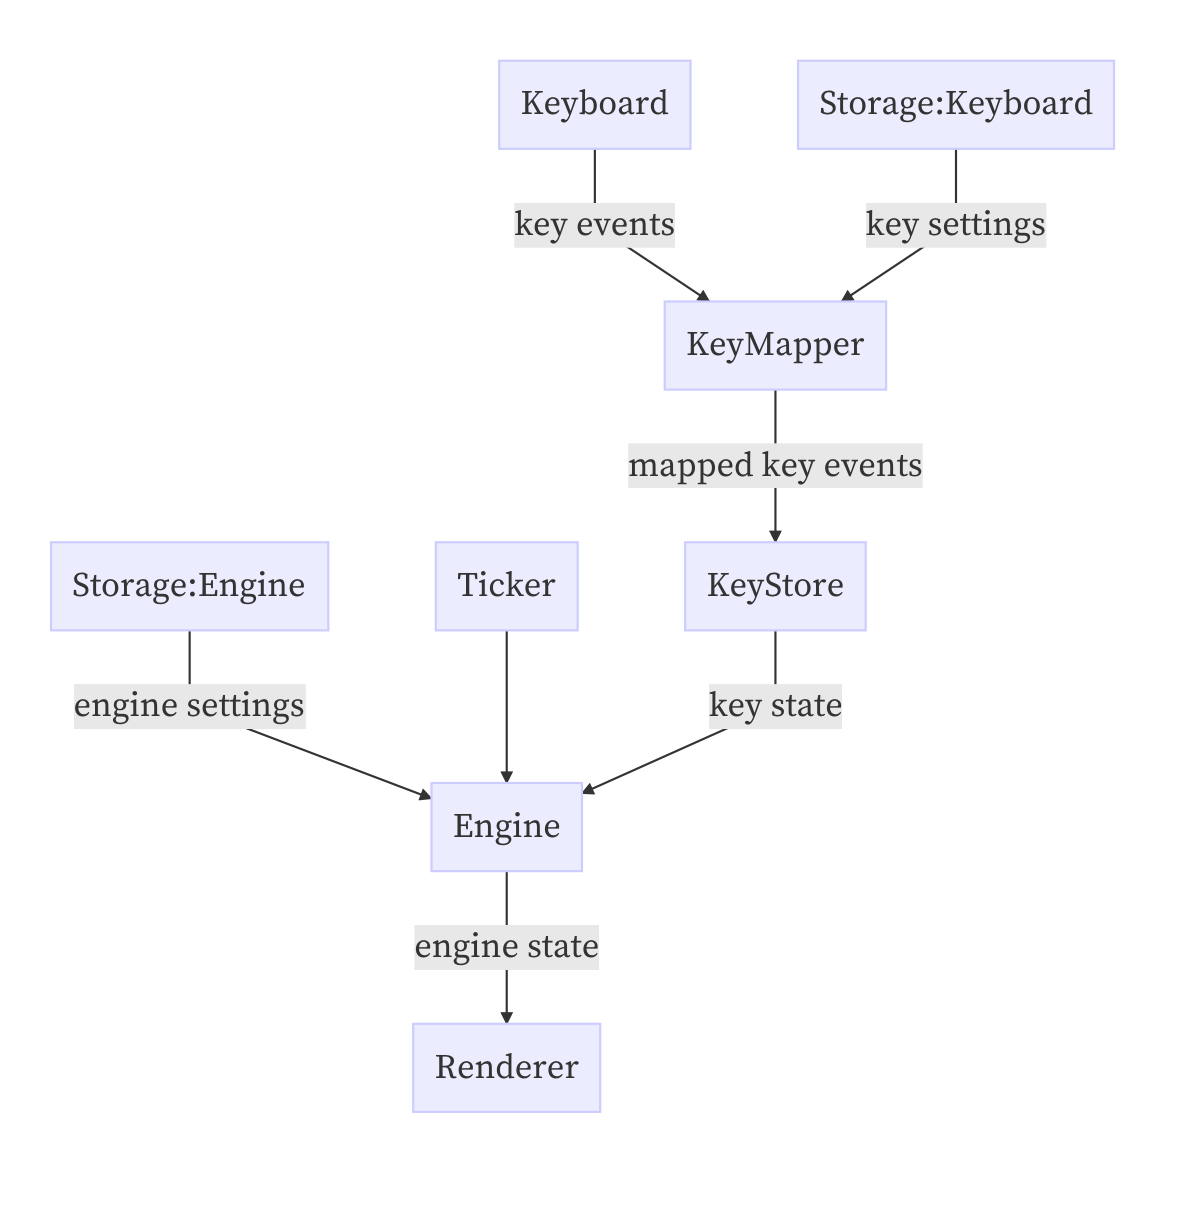 Keyboard
Storage:Keyboard
key events
key settings
KeyMapper
mapped key events
Storage:Engine
Ticker
KeyStore
engine settings
key state
Engine
engine state
Renderer